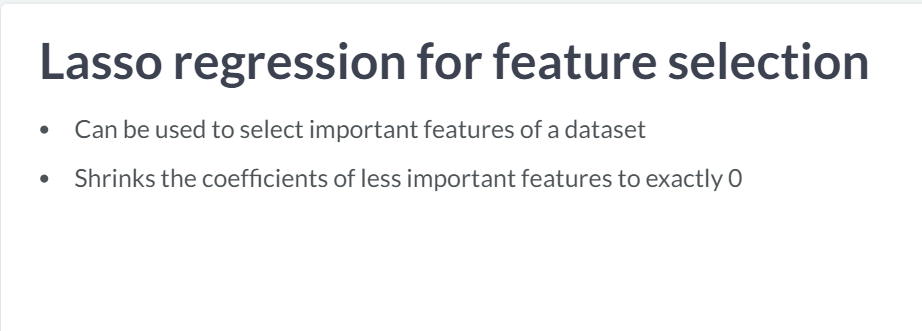 Lasso regression for feature selection
• Can be used to select important features of a dataset
• Shrinks the coefficients of less important features to exactly 0